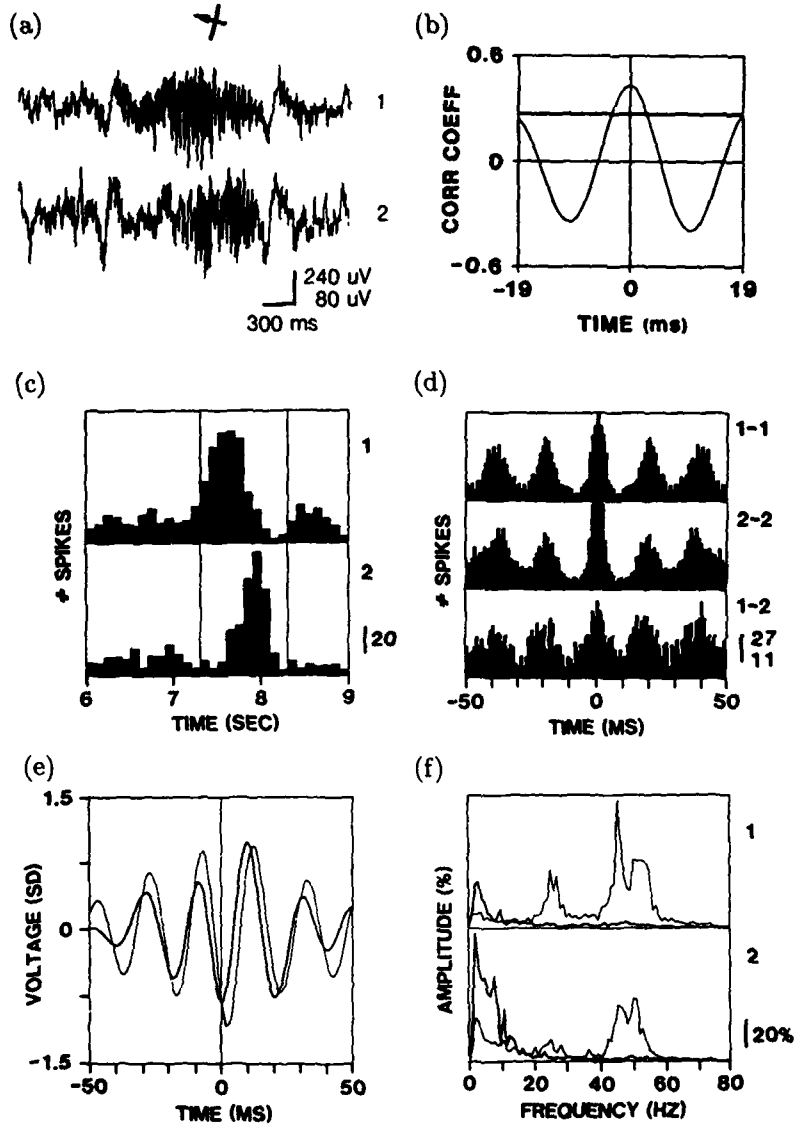 (a)
1
2
240 uV
80 uV
300 ms
(b)
CORR COEFF
0.6
0
-0.6
-19
0
19
TIME (ms)
(c)
≠ SPIKES
1
2
20
6
7
8
9
TIME (SEC)
(d)
≠ SPIKES
1-1
2-2
1-2
27
11
-50
0
50
TIME (MS)
(e)
VOLTAGE (SD)
1.5
0
-1.5
-50
0
50
TIME (MS)
(f)
AMPLITUDE (%)
1
2
20%
0
20
40
60
80
FREQUENCY (HZ)